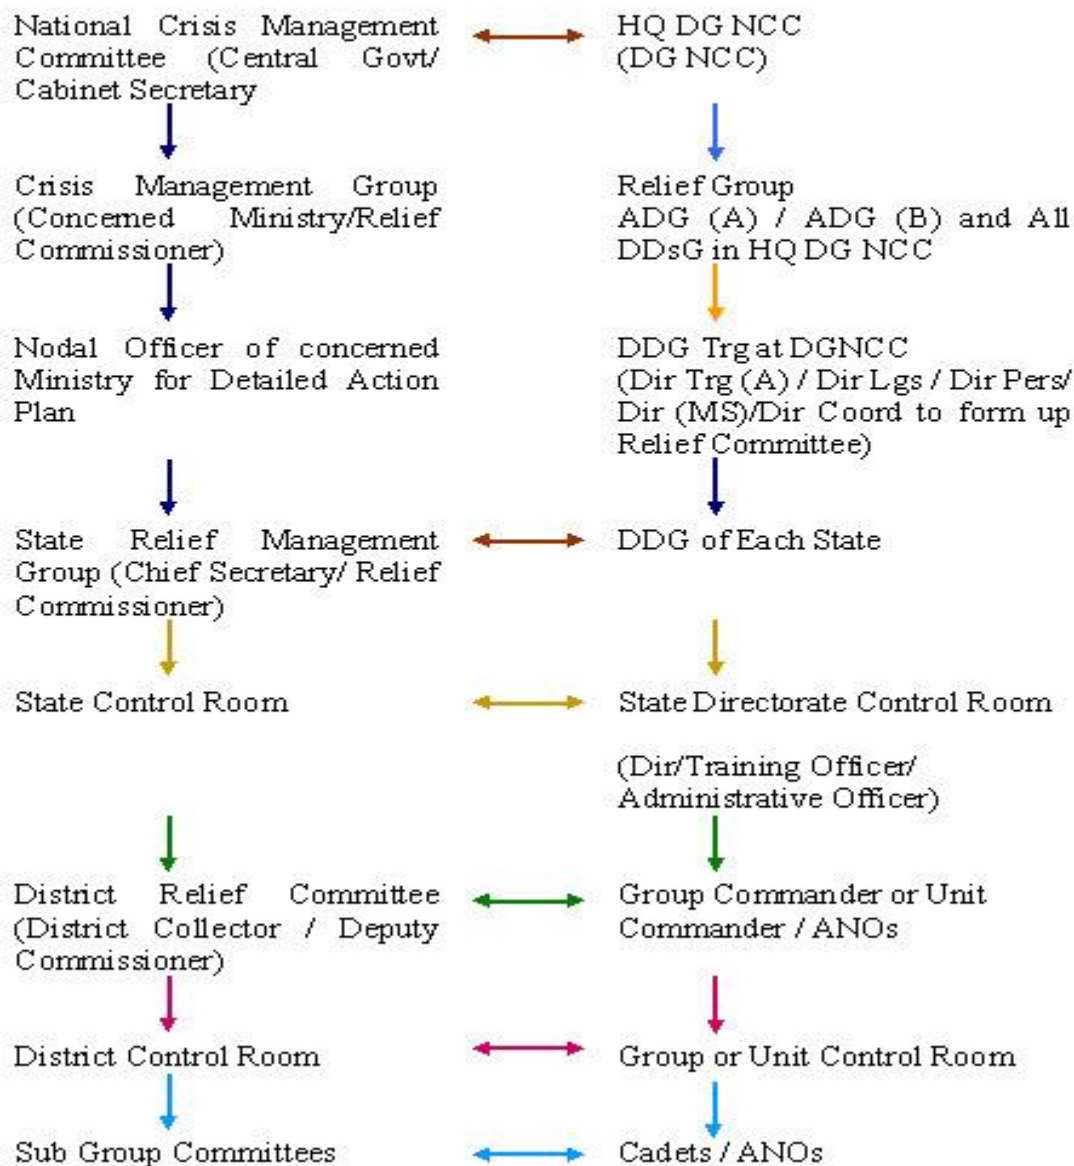 National Crisis Management
Committee (Central Govt/
Cabinet Secretary
HQ DG NCC
(DG NCC)
Crisis Management Group
(Concerned Ministry/Relief
Commissioner)
Relief Group
ADG (A) / ADG (B) and All
DDsG in HQ DG NCC
Nodal Officer of concerned
Ministry for Detailed Action
Plan
DDG Trg at DGNCC
(Dir Trg (A) / Dir Lgs / Dir Pers/
Dir (MS)/Dir Coord to form up
Relief Committee)
State Relief Management
Group (Chief Secretary/ Relief
Commissioner)
DDG of Each State
State Control Room
State Directorate Control Room
(Dir/Training Officer/
Administrative Officer)
District Relief Committee
(District Collector / Deputy
Commissioner)
Group Commander or Unit
Commander / ANOs
District Control Room
Group or Unit Control Room
Sub Group Committees
Cadets / ANOs